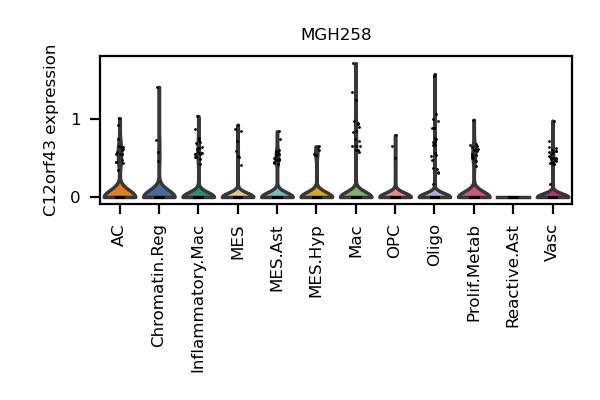 MGH258
C12orf43 expression
1
0
AC
Chromatin.Reg
Inflammatory.Mac
MES
MES.Ast
MES.Hyp
Mac
OPC
Oligo
Prolif.Metab
Reactive.Ast
Vasc